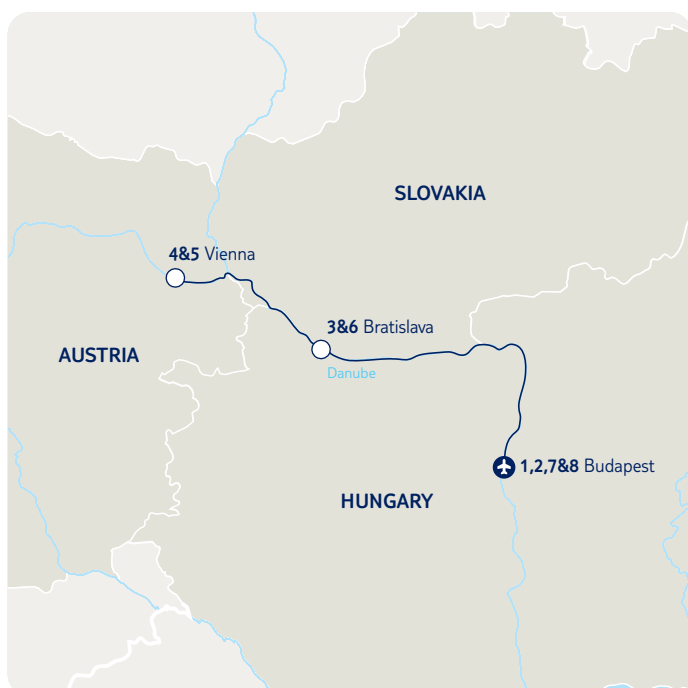 SLOVAKIA
4&5 Vienna
3&6 Bratislava
AUSTRIA
Danube
1,2,7&8 Budapest
HUNGARY